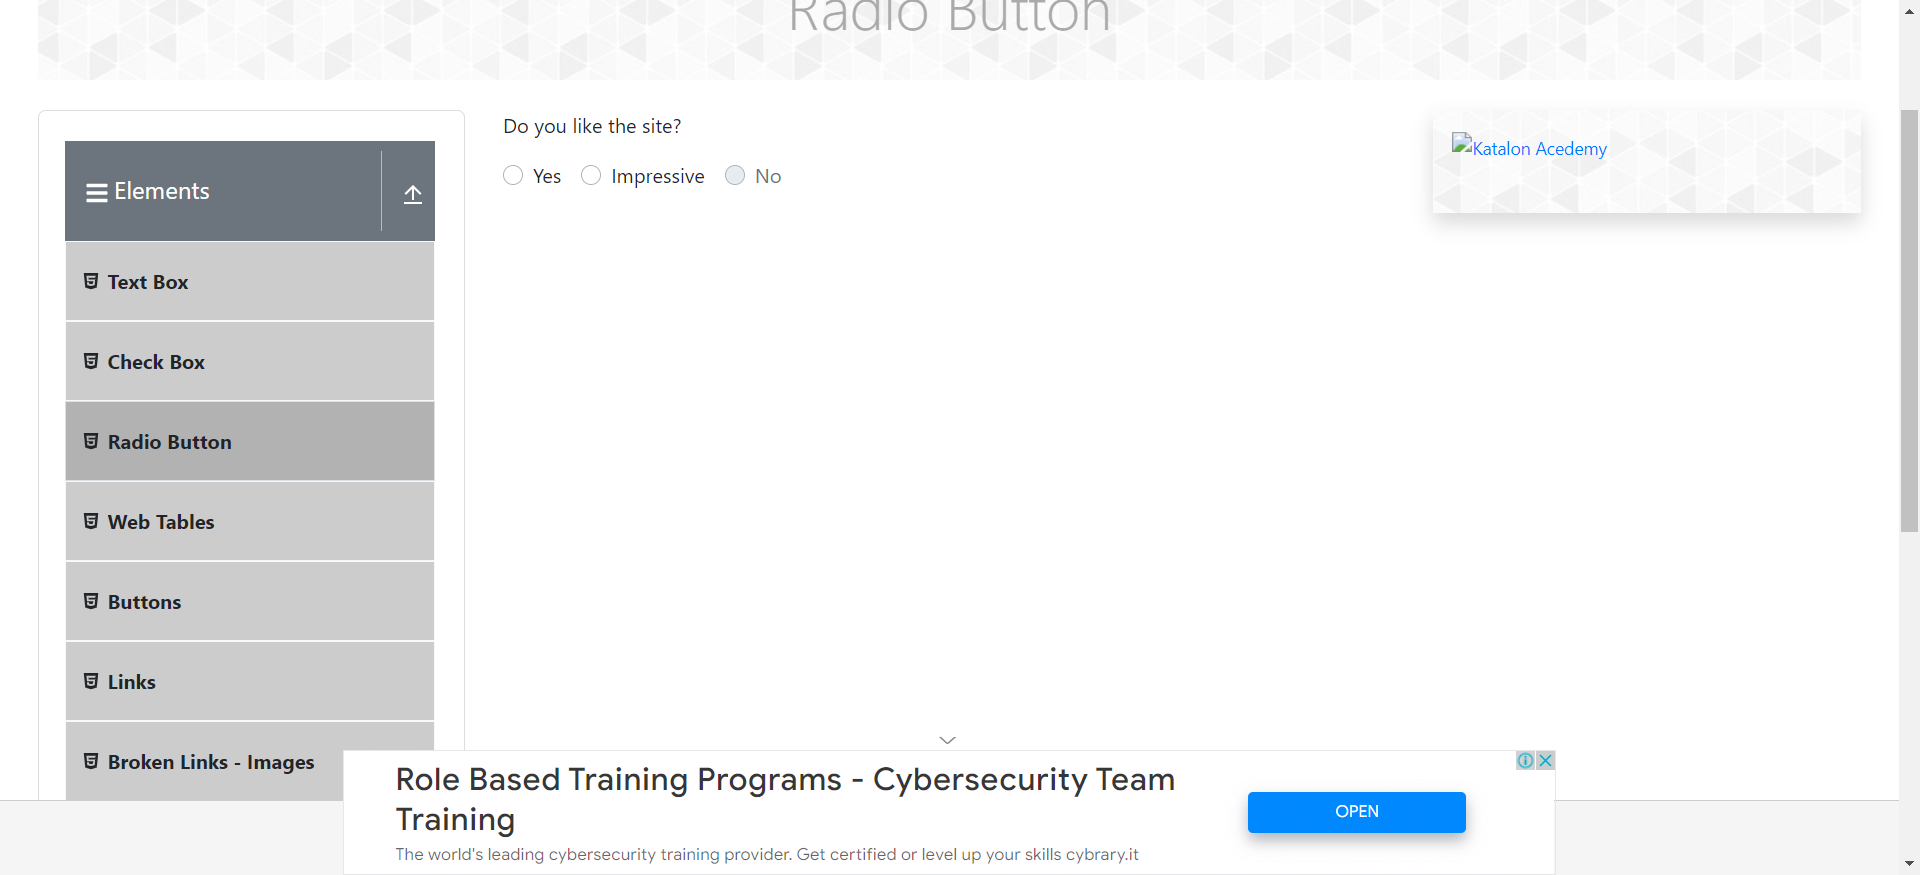 Radio Button
Do you like the site?
Yes Impressive No
Katalon Acedemy
Elements
Text Box
Check Box
Radio Button
Web Tables
Buttons
Links
Broken Links - Images
Role Based Training Programs - Cybersecurity Team
Training
The world's leading cybersecurity training provider. Get certified or level up your skills cybrary.it
OPEN